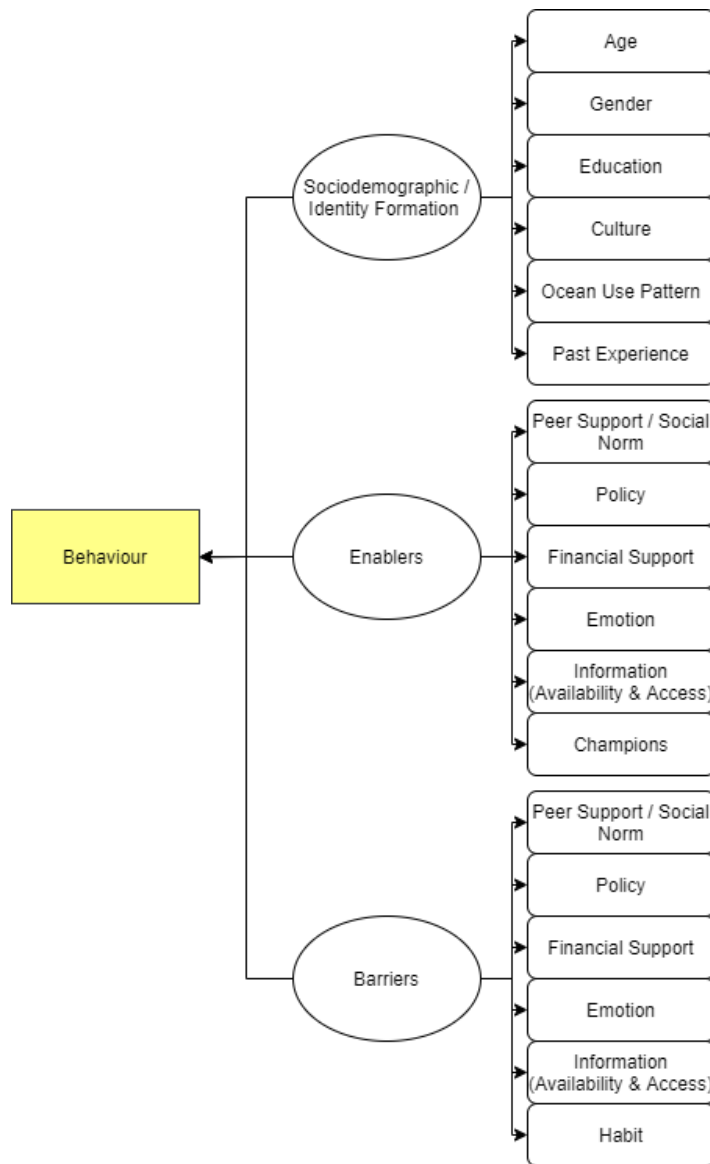 Age
Gender
Sociodemographic /
Identity Formation
Education
Culture
Ocean Use Pattern
Past Experience
Peer Support / Social
Norm
Policy
Behaviour
Enablers
Financial Support
Emotion
Information
(Availability & Access)
Champions
Peer Support / Social
Norm
Policy
Financial Support
Barriers
Emotion
Information
(Availability & Access)
Habit